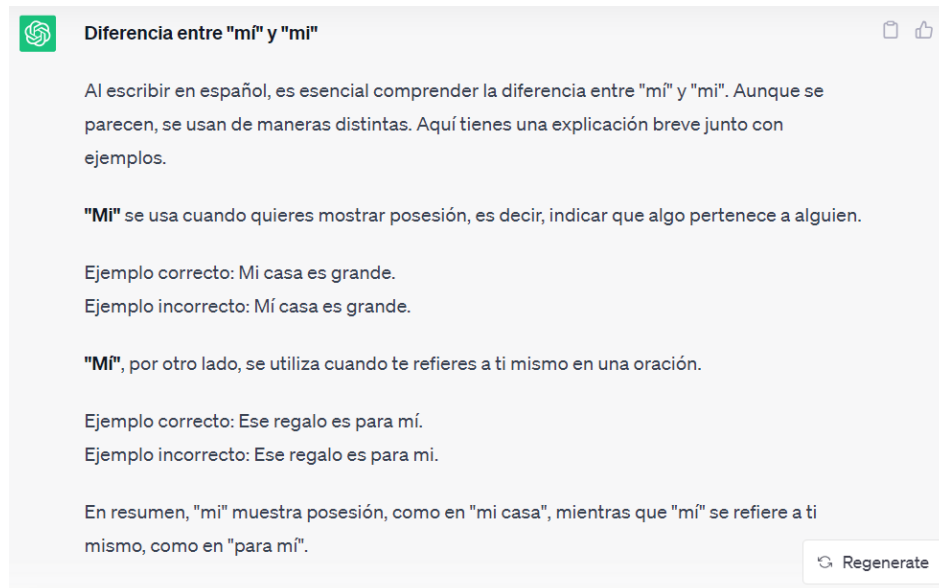 Diferencia entre "mí" y "mi"
Al escribir en español, es esencial comprender la diferencia entre "mí" y "mi". Aunque se
parecen, se usan de maneras distintas. Aquí tienes una explicación breve junto con
ejemplos.
"Mi" se usa cuando quieres mostrar posesión, es decir, indicar que algo pertenece a alguien.
Ejemplo correcto: Mi casa es grande.
Ejemplo incorrecto: Mí casa es grande.
"Mí", por otro lado, se utiliza cuando te refieres a ti mismo en una oración.
Ejemplo correcto: Ese regalo es para mí.
Ejemplo incorrecto: Ese regalo es para mi.
En resumen, "mi" muestra posesión, como en "mi casa", mientras que "mí" se refiere a ti
mismo, como en "para mí".
Regenerate